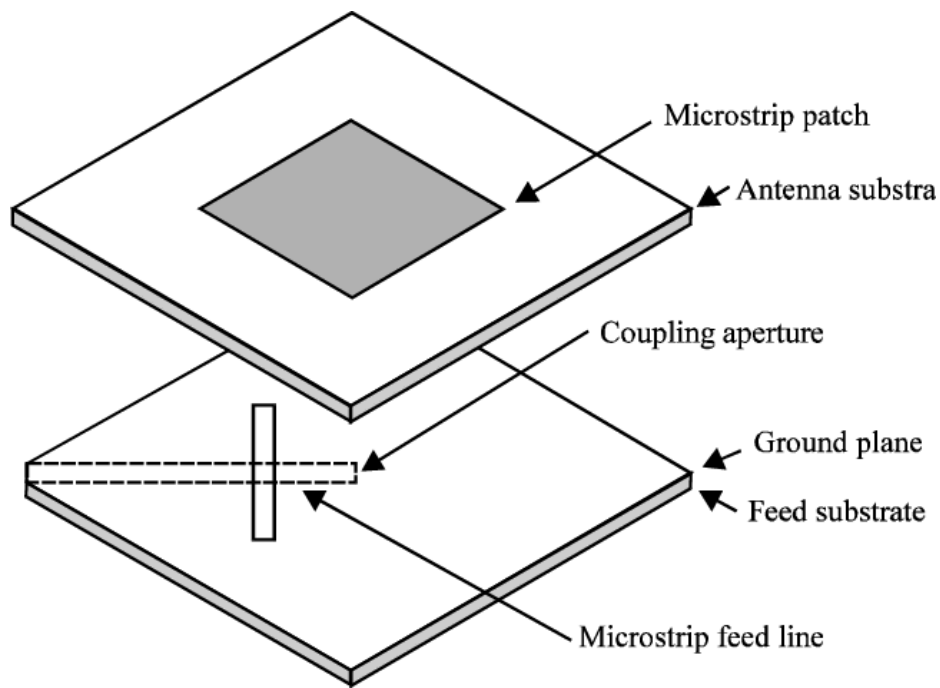 Microstrip patch
Antenna substra
Coupling aperture
Ground plane
Feed substrate
Microstrip feed line